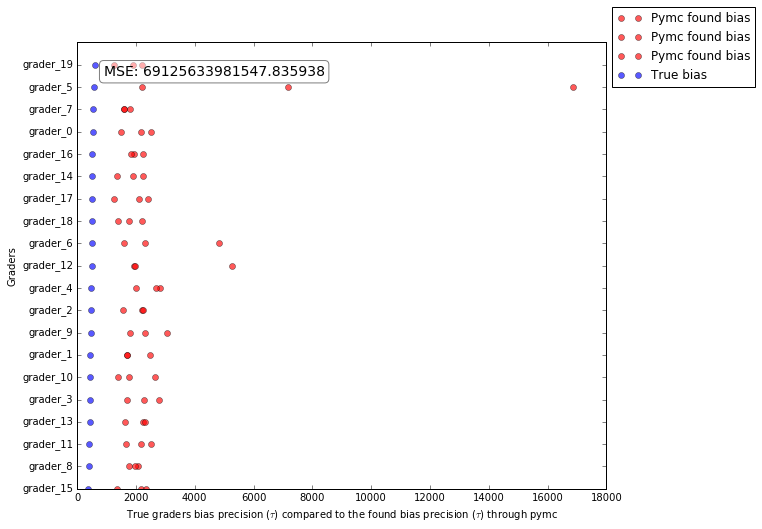 Pymc found bias
Pymc found bias
Pymc found bias
True bias
MSE: 69125633981547.835938
Graders
grader_19
grader_5
grader_7
grader_0
grader_16
grader_14
grader_17
grader_18
grader_6
grader_12
grader_4
grader_2
grader_9
grader_1
grader_10
grader_3
grader_13
grader_11
grader_8
grader_15
0 2000 4000 6000 8000 10000 12000 14000 16000 18000
True graders bias precision (τ) compared to the found bias precision (τ) through pymc